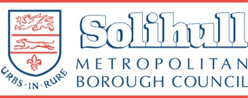 Solihull
METROPOLITAN
BOROUGH COUNCIL
URBS·IN·RURE